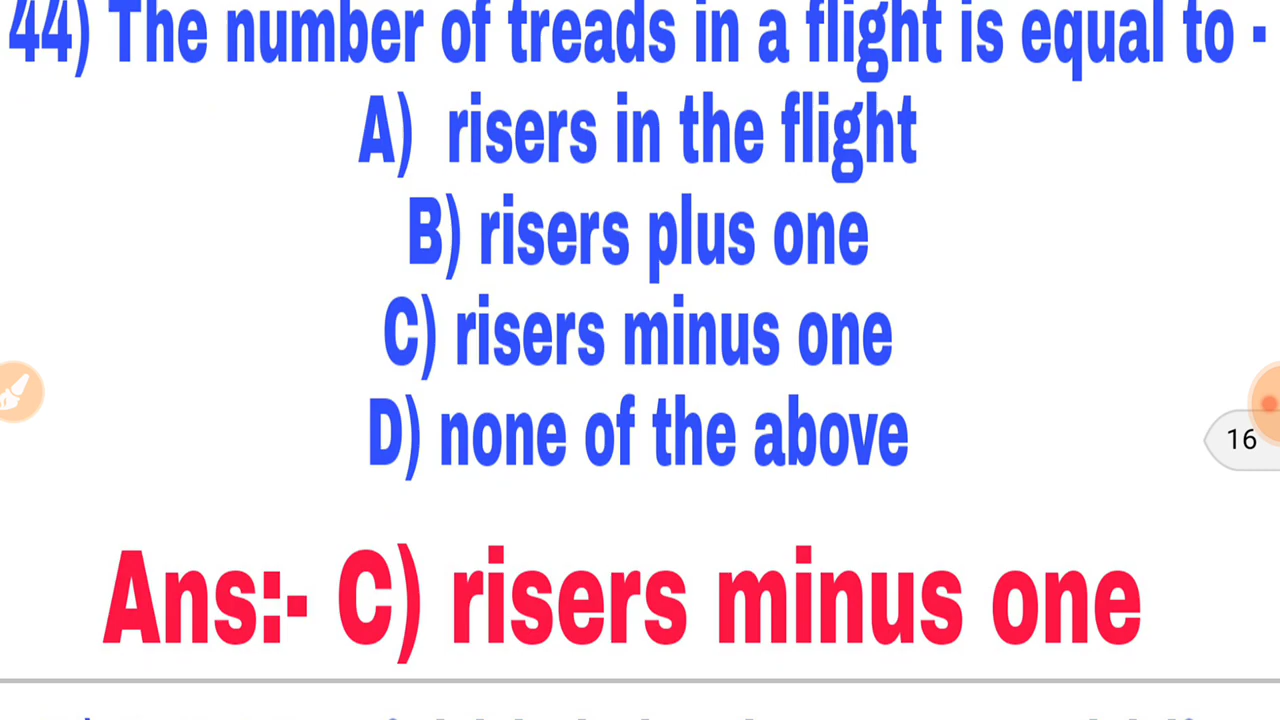 44) The number of treads in a flight is equal to -
A) risers in the flight
B) risers plus one
C) risers minus one
D) none of the above
16
Ans:- C) risers minus one